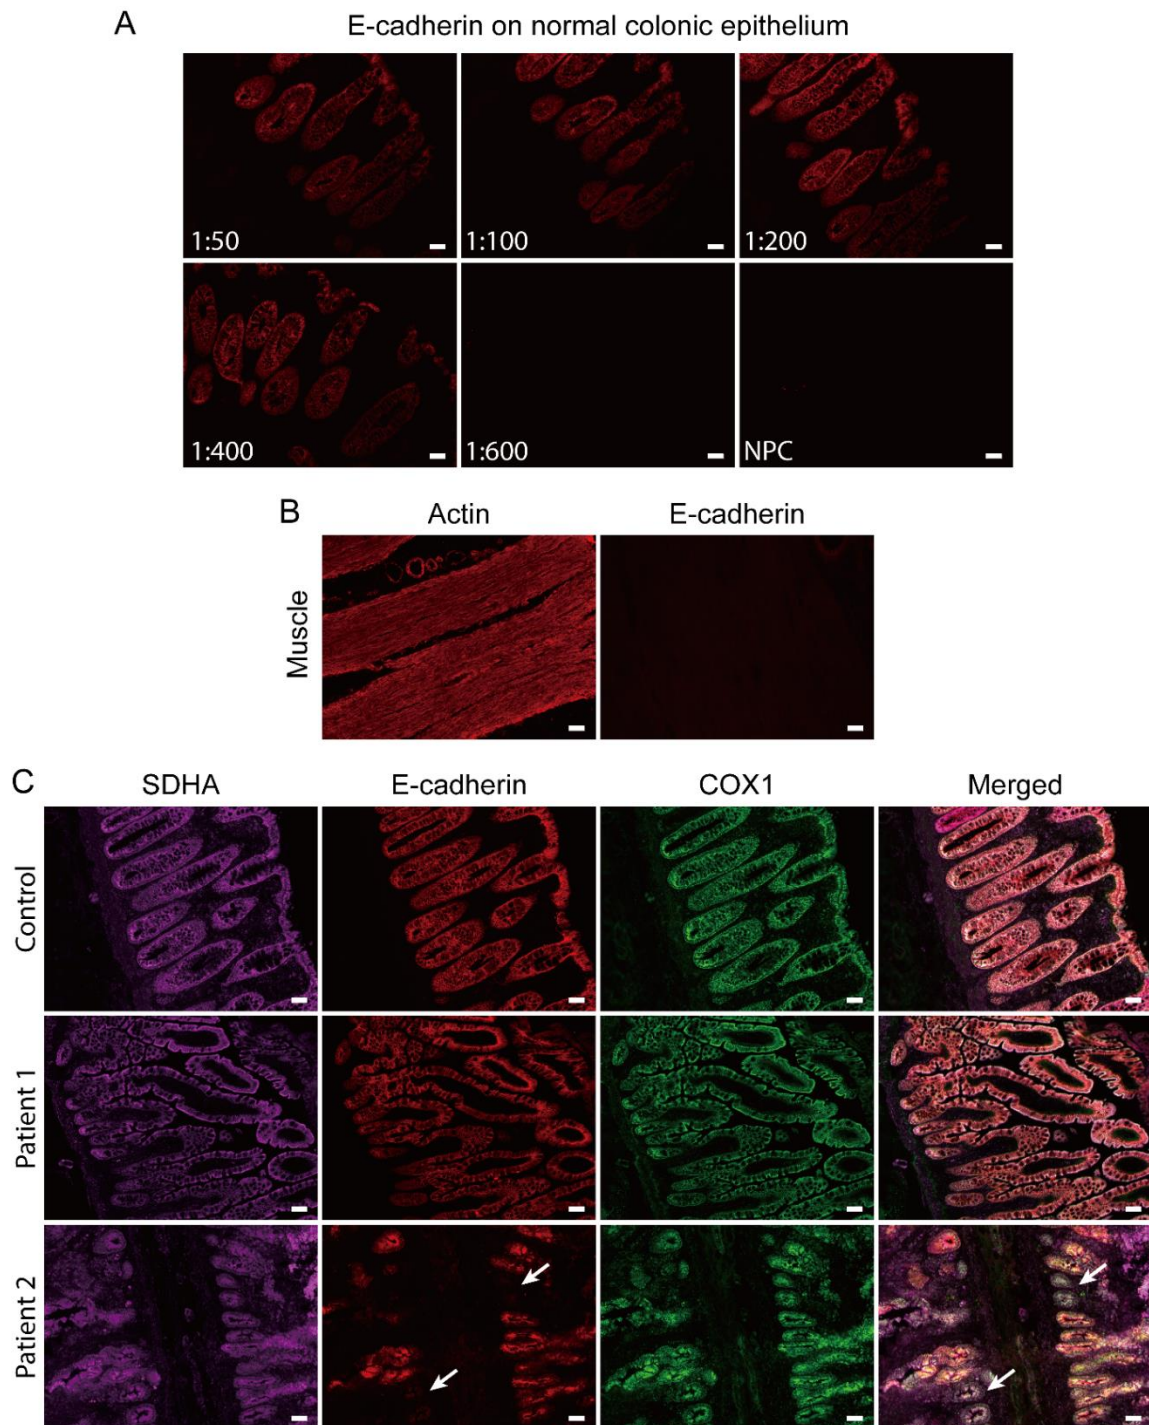 A
E-cadherin on normal colonic epithelium
1:50
1:100
1:200
1:400
1:600
NPC
B
Actin
E-cadherin
Muscle
C
SDHA
E-cadherin
COX1
Merged
Control
Patient 1
Patient 2